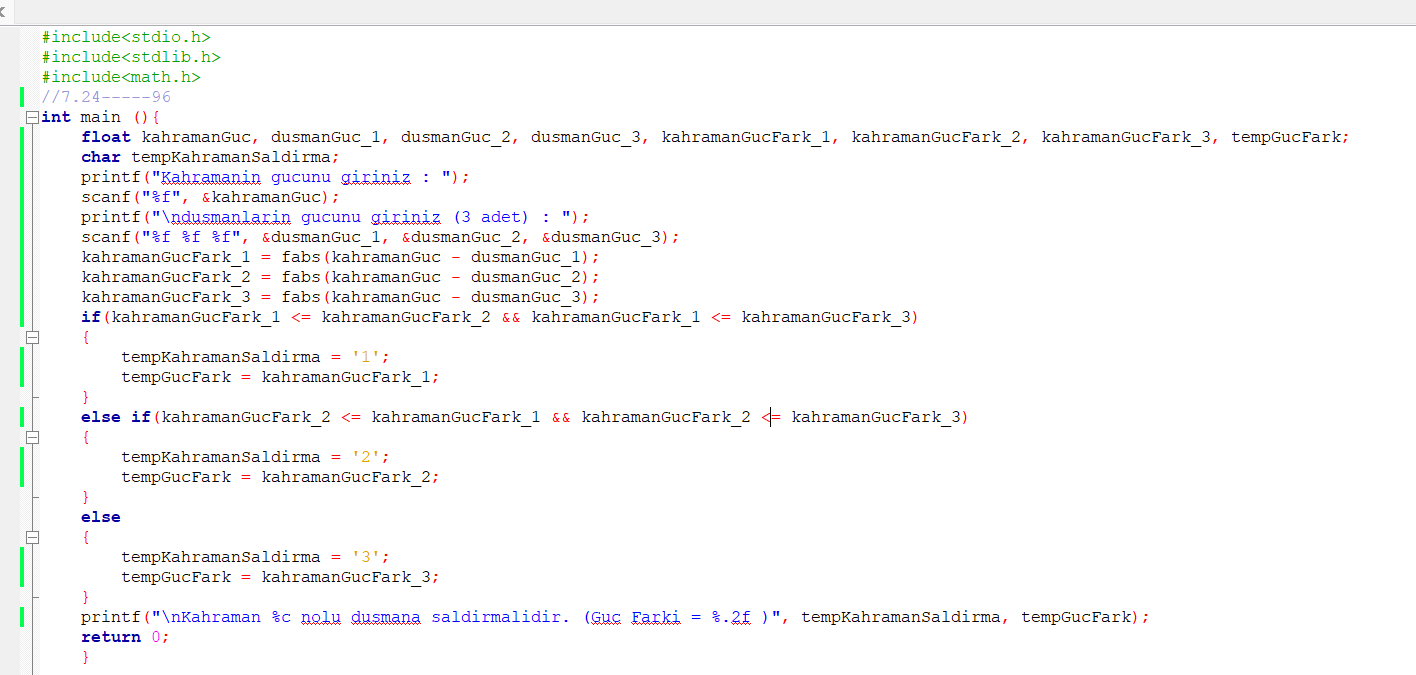 #include<stdio.h>
#include<stdlib.h>
#include<math.h>
//7.24-----96
int main (){
    float kahramanGuc, dusmanGuc_1, dusmanGuc_2, dusmanGuc_3, kahramanGucFark_1, kahramanGucFark_2, kahramanGucFark_3, tempGucFark;
    char tempKahramanSaldirma;
    printf("Kahramanin gucunu giriniz : ");
    scanf("%f", &kahramanGuc);
    printf("\ndusmanlarin gucunu giriniz (3 adet) : ");
    scanf("%f %f %f", &dusmanGuc_1, &dusmanGuc_2, &dusmanGuc_3);
    kahramanGucFark_1 = fabs(kahramanGuc - dusmanGuc_1);
    kahramanGucFark_2 = fabs(kahramanGuc - dusmanGuc_2);
    kahramanGucFark_3 = fabs(kahramanGuc - dusmanGuc_3);
    if(kahramanGucFark_1 <= kahramanGucFark_2 && kahramanGucFark_1 <= kahramanGucFark_3)
    {
        tempKahramanSaldirma = '1';
        tempGucFark = kahramanGucFark_1;
    }
    else if(kahramanGucFark_2 <= kahramanGucFark_1 && kahramanGucFark_2 <= kahramanGucFark_3)
    {
        tempKahramanSaldirma = '2';
        tempGucFark = kahramanGucFark_2;
    }
    else
    {
        tempKahramanSaldirma = '3';
        tempGucFark = kahramanGucFark_3;
    }
    printf("\nKahraman %c nolu dusmana saldirmalidir. (Guc Farki = %.2f )", tempKahramanSaldirma, tempGucFark);
    return 0;
    }